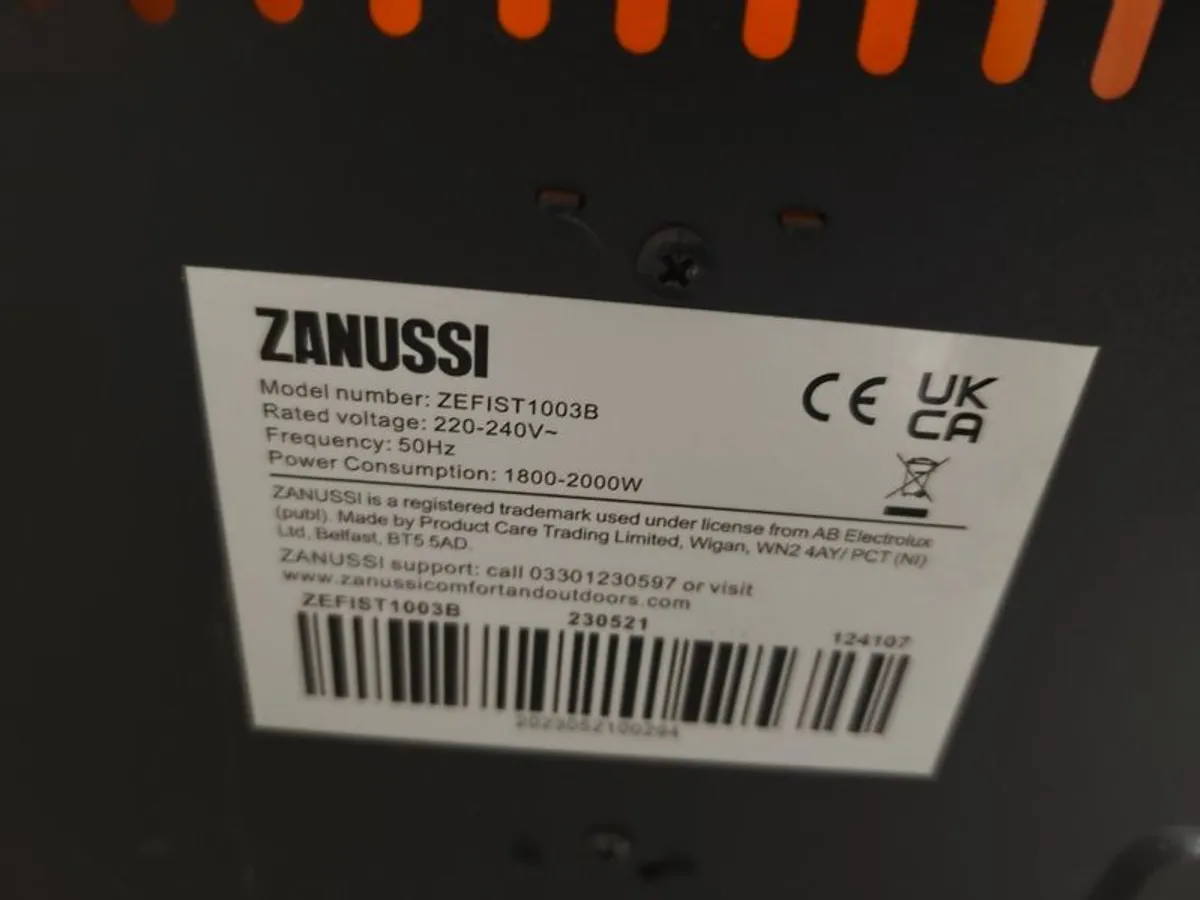 ZANUSSI
Model number: ZEFIST1003B
Rated voltage: 220-240V~
Frequency: 50Hz
Power Consumption: 1800-2000W
CE UK CA
ZANUSSI is a registered trademark used under license from AB Electrolux
(publ). Made by Product Care Trading Limited, Wigan, WN2 4AY/ PCT (NI)
Ltd, Belfast, BT5 5AD.
ZANUSSI support: call 03301230597 or visit
www.zanussicomfortandoutdoors.com
ZEFIST1003B 230521 124107